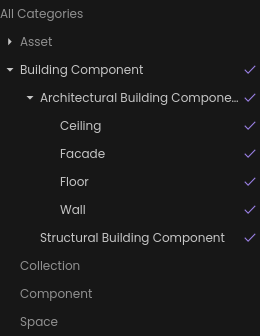 All Categories
Asset
Building Component
Architectural Building Compone...
Ceiling
Facade
Floor
Wall
Structural Building Component
Collection
Component
Space